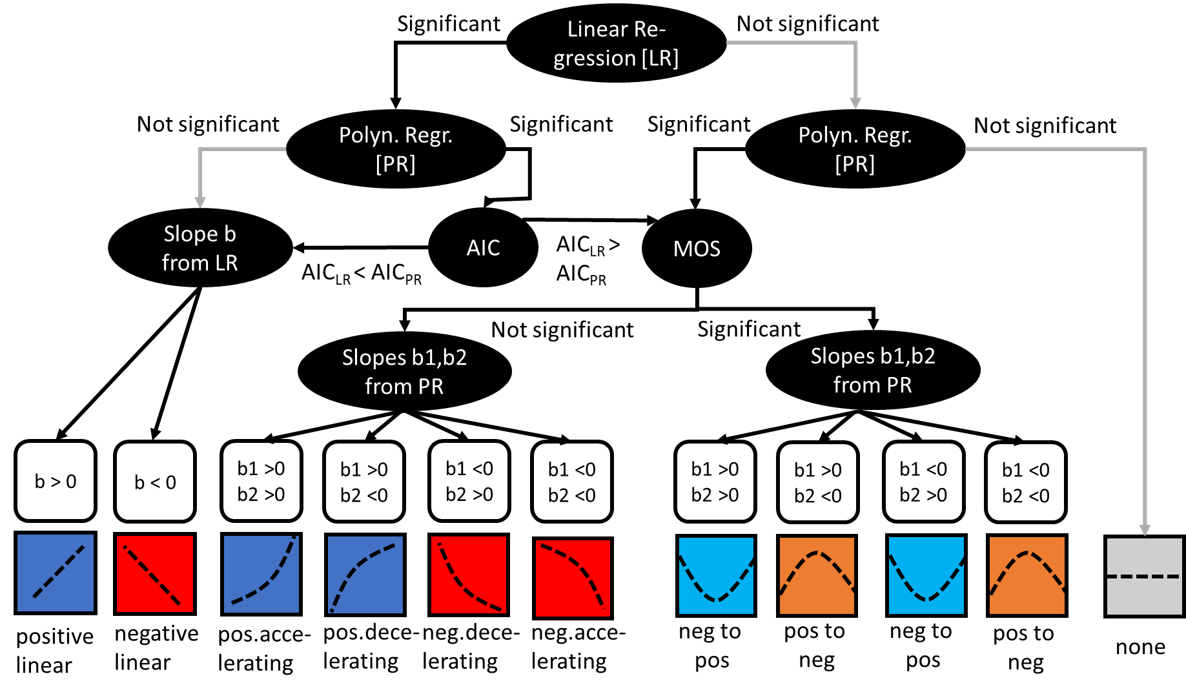 Significant
Linear Re-
gression [LR]
Not significant
Not significant
Polyn. Regr.
[PR]
Significant
Significant
Polyn. Regr.
[PR]
Not significant
Slope b
from LR
AIC_LR < AIC_PR
AIC
AIC_LR >
AIC_PR
MOS
Not significant
Significant
Slopes b1,b2
from PR
Slopes b1,b2
from PR
b > 0
b < 0
b1 >0
b2 >0
b1 >0
b2 <0
b1 <0
b2 >0
b1 <0
b2 <0
b1 >0
b2 >0
b1 >0
b2 <0
b1 <0
b2 >0
b1 <0
b2 <0
positive
linear
negative
linear
pos.acce-
lerating
pos.dece-
lerating
neg.dece-
lerating
neg.acce-
lerating
neg to
pos
pos to
neg
neg to
pos
pos to
neg
none